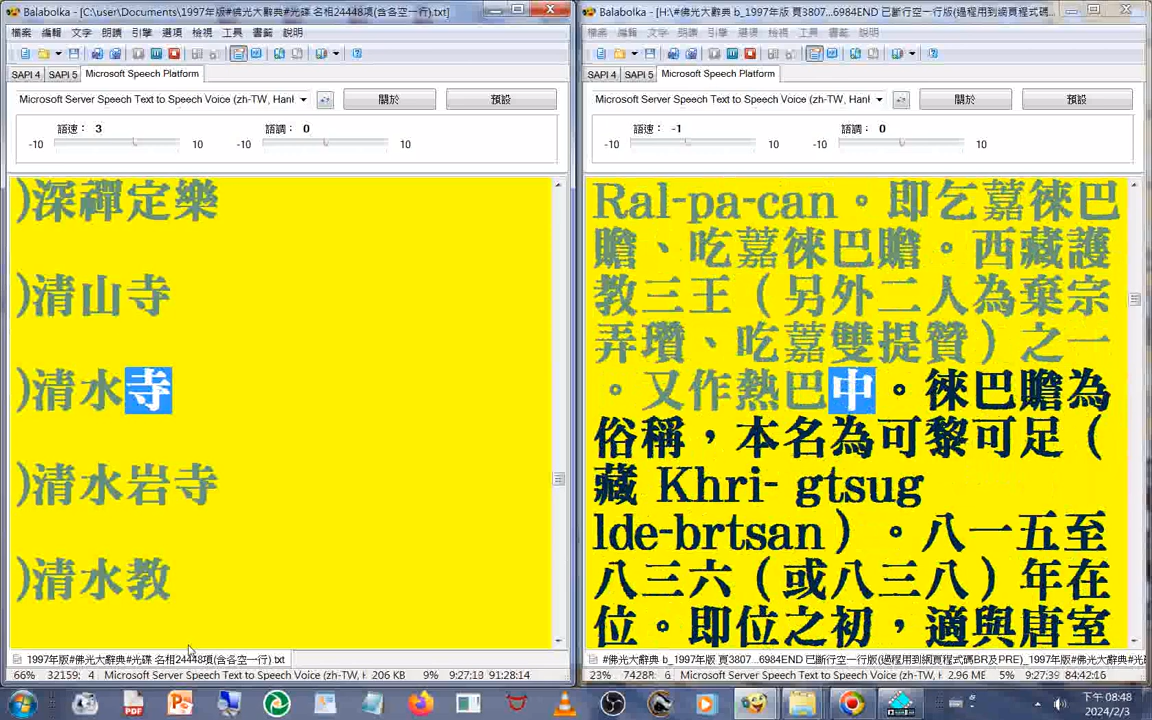 Balabolka - [C:\user\Documents\1997年版#佛光大辭典#光碟 名相24448項(含各空一行).txt]
檔案 編輯 文字 朗讀 引擎 選項 檢視 工具 書籤 說明
SAPI 4 SAPI 5 Microsoft Speech Platform
Microsoft Server Speech Text to Speech Voice (zh-TW, Hanl
關於 預設
語速： 3 語調： 0
-10 10 -10 10
)深禪定樂
)清山寺
)清水寺
)清水岩寺
)清水教
1997年版#佛光大辭典#光碟 名相24448項(含各空一行).txt
66% 32159: 4 Microsoft Server Speech Text to Speech Voice (zh-TW, H 206 KB 9% 9:27:13 91:28:14
Balabolka - [H:\#佛光大辭典 b_1997年版 頁3807...6984END 已斷行空一行版(過程用到網頁程式碼...
檔案 編輯 文字 朗讀 引擎 選項 檢視 工具 書籤 說明
SAPI 4 SAPI 5 Microsoft Speech Platform
Microsoft Server Speech Text to Speech Voice (zh-TW, Hanl
關於 預設
語速： -1 語調： 0
-10 10 -10 10
Ral-pa-can。即乞嘉徠巴
贍、吃嘉徠巴贍。西藏護
教三王（另外二人為棄宗
弄瓚、吃嘉雙提贊）之一
。又作熱巴中。徠巴贍為
俗稱，本名為可黎可足（
藏 Khri- gtsug
lde-brtsan）。八一五至
八三六（或八三八）年在
位。即位之初，適與唐室
#佛光大辭典 b_1997年版 頁3807...6984END 已斷行空一行版(過程用到網頁程式碼BR及PRE)_1997年版#佛光
23% 7428R: 6 Microsoft Server Speech Text to Speech Voice (zh-TW, H 2.96 ME 5% 9:27:39 84:42:16
下午 08:48
2024/2/3